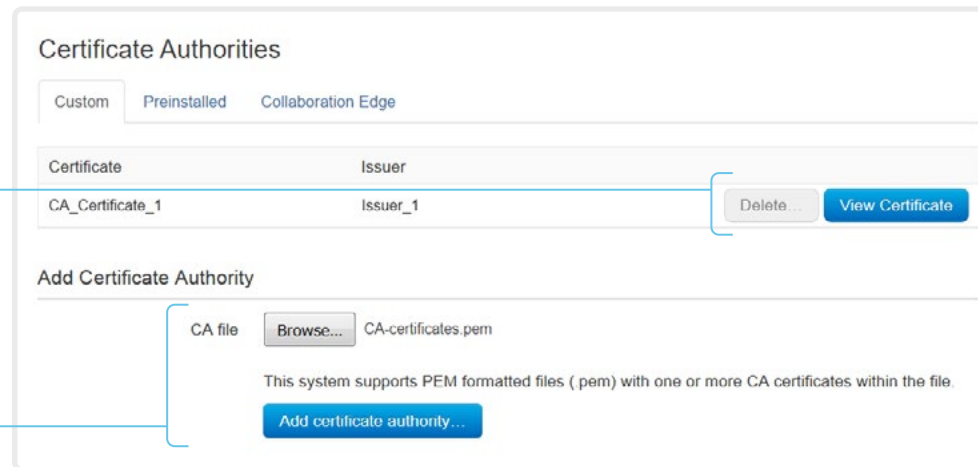 Certificate Authorities
Custom Preinstalled Collaboration Edge
Certificate Issuer
CA_Certificate_1 Issuer_1 Delete... View Certificate
Add Certificate Authority
CA file Browse... CA-certificates.pem
This system supports PEM formatted files (.pem) with one or more CA certificates within the file.
Add certificate authority...